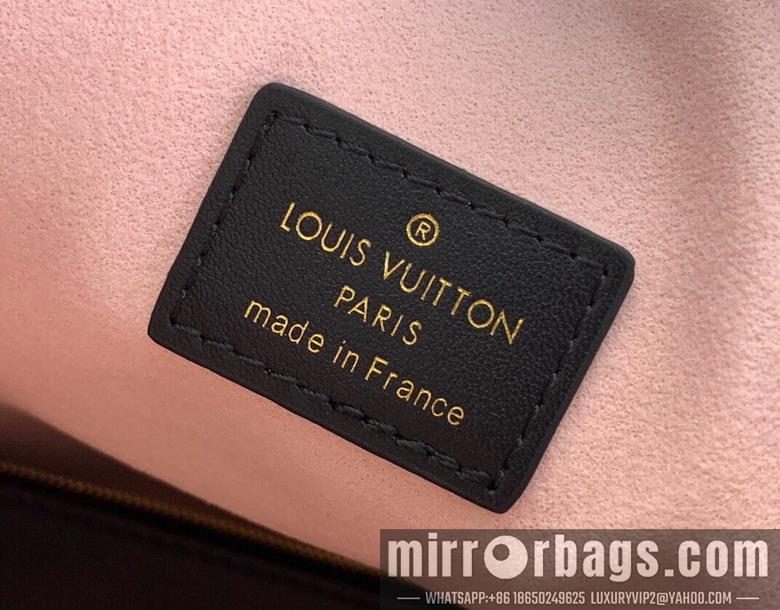 ®
LOUIS VUITTON
PARIS
made in France
mirrorbags.com
WHATSAPP:+86 18650249625 LUXURYVIP2@YAHOO.COM